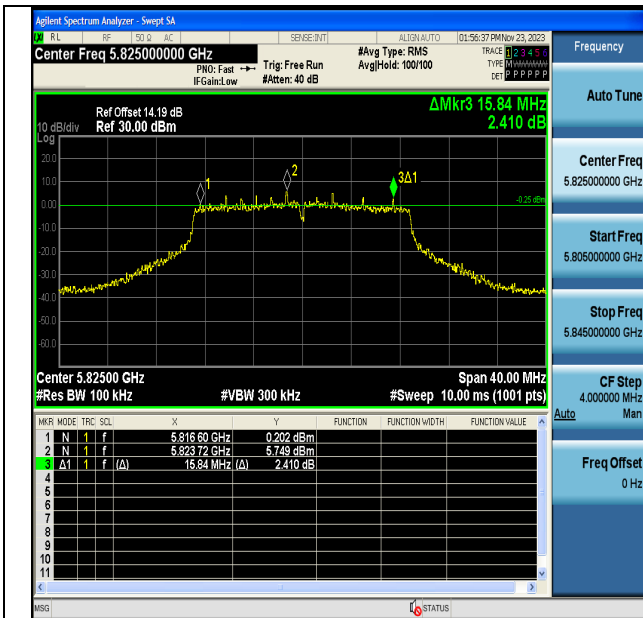 Agilent Spectrum Analyzer - Swept SA
RL RF 50 Ω AC SENSE:INT ALIGN AUTO 01:56:37 PM Nov 23, 2023
Center Freq 5.825000000 GHz
PNO: Fast
IFGain:Low
Trig: Free Run
#Atten: 40 dB
#Avg Type: RMS
Avg|Hold: 100/100
TRACE 1 2 3 4 5 6
TYPE M
DET P P P P P P
ΔMkr3 15.84 MHz
2.410 dB
Ref Offset 14.19 dB
Ref 30.00 dBm
10 dB/div
Log
20.0
10.0
0.00
-10.0
-20.0
-30.0
-40.0
-50.0
-60.0
1
2
3Δ1
-0.25 dBm
Center 5.82500 GHz
Span 40.00 MHz
#Res BW 100 kHz
#VBW 300 kHz
#Sweep 10.00 ms (1001 pts)
MKR MODE TRC SCL X Y FUNCTION FUNCTION WIDTH FUNCTION VALUE
1 N 1 f 5.816 60 GHz 0.202 dBm
2 N 1 f 5.823 72 GHz 5.749 dBm
3 Δ1 1 f (Δ) 15.84 MHz (Δ) 2.410 dB
4
5
6
7
8
9
10
11
MSG
STATUS
Frequency
Auto Tune
Center Freq
5.825000000 GHz
Start Freq
5.805000000 GHz
Stop Freq
5.845000000 GHz
CF Step
4.000000 MHz
Auto Man
Freq Offset
0 Hz